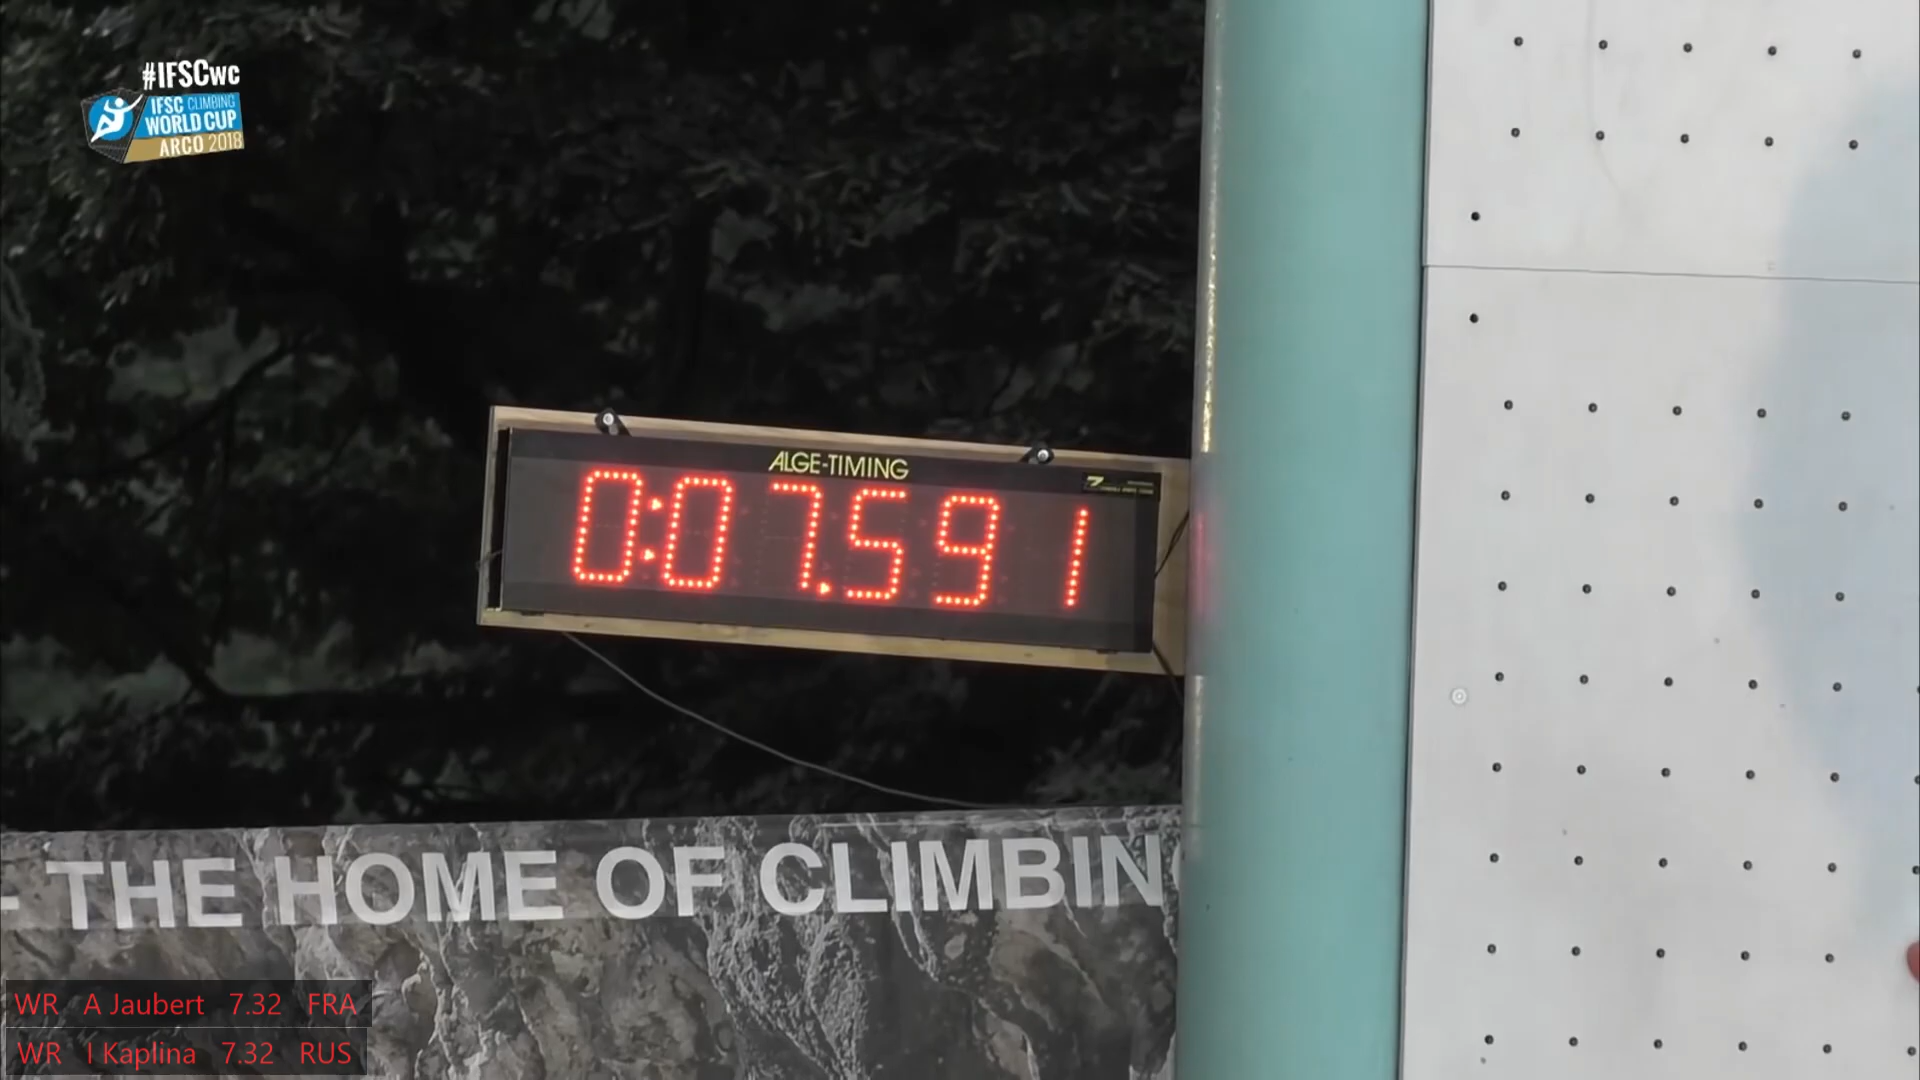 #IFSCwc
IFSC CLIMBING
WORLD CUP
ARCO 2018
ALGE-TIMING
0:07.591
- THE HOME OF CLIMBING
WR A Jaubert 7.32 FRA
WR I Kaplina 7.32 RUS